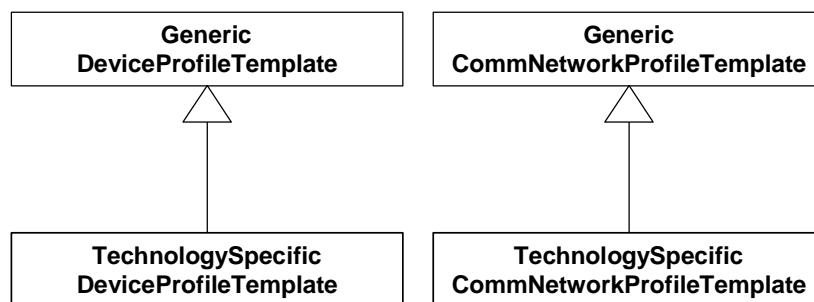 Generic
DeviceProfileTemplate
Generic
CommNetworkProfileTemplate
TechnologySpecific
DeviceProfileTemplate
TechnologySpecific
CommNetworkProfileTemplate